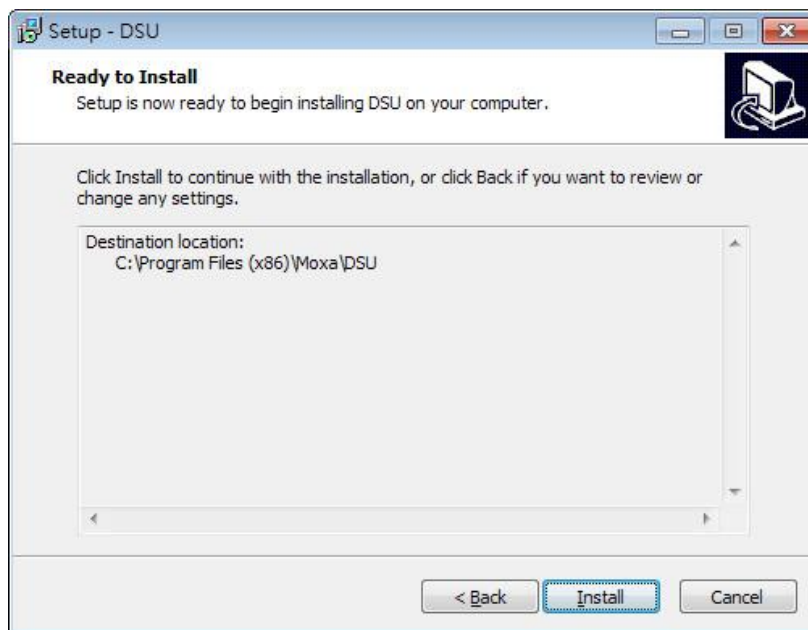 Setup - DSU
Ready to Install
Setup is now ready to begin installing DSU on your computer.
Click Install to continue with the installation, or click Back if you want to review or
change any settings.
Destination location:
C:\Program Files (x86)\Moxa\DSU
< Back
Install
Cancel